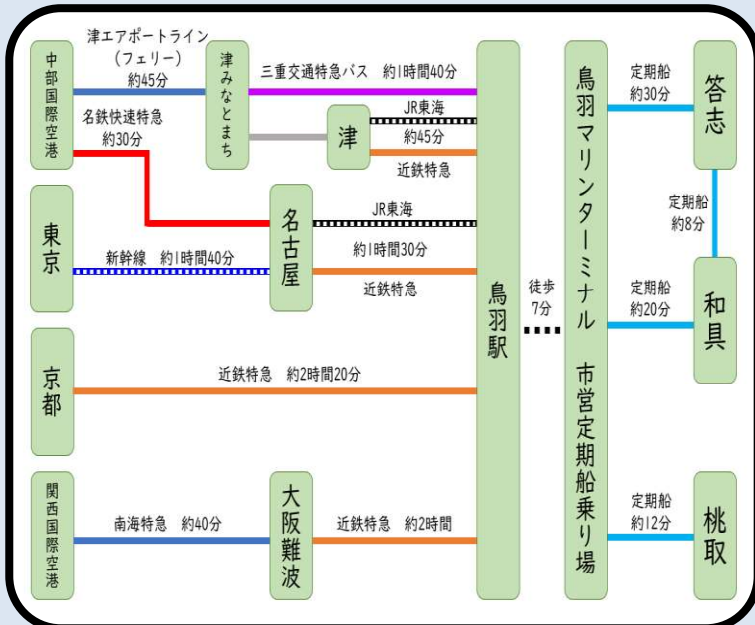 津エアポートライン
(フェリー)
約45分
中部国際空港
津みなとまち
三重交通特急バス 約1時間40分
名鉄快速特急
約30分
津
JR東海
約45分
近鉄特急
東京
新幹線 約1時間40分
名古屋
JR東海
約1時間30分
近鉄特急
京都
近鉄特急 約2時間20分
関西国際空港
南海特急 約40分
大阪難波
近鉄特急 約2時間
鳥羽駅
徒歩
7分
鳥羽マリンターミナル 市営定期船乗り場
定期船
約30分
答志
定期船
約8分
定期船
約20分
和具
定期船
約12分
桃取